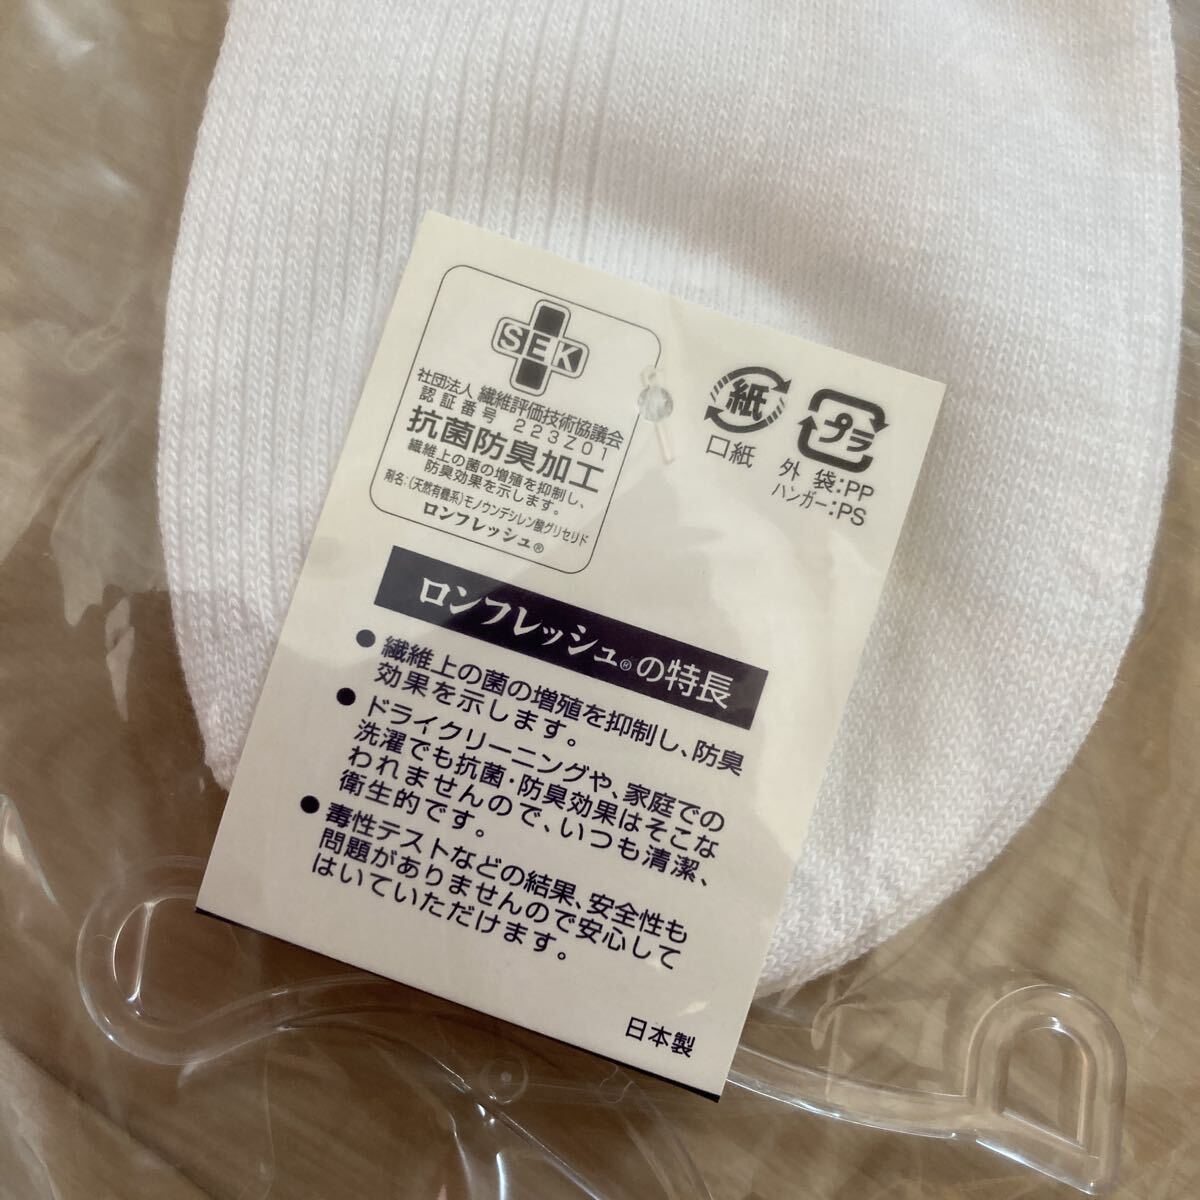 SEK
社団法人 繊維評価技術協議会
認証番号 223Z01
抗菌防臭加工
繊維上の菌の増殖を抑制し、
防臭効果を示します。
剤名:(天然有機系)モノウンデシレン酸グリセリド
ロンフレッシュ®
紙
口紙
プラ
外 袋:PP
ハンガー:PS
ロンフレッシュ®の特長
●繊維上の菌の増殖を抑制し、防臭
効果を示します。
●ドライクリーニングや、家庭での
洗濯でも抗菌・防臭効果はそこな
われませんので、いつも清潔、
衛生的です。
●毒性テストなどの結果、安全性も
問題がありませんので安心して
はいていただけます。
日本製